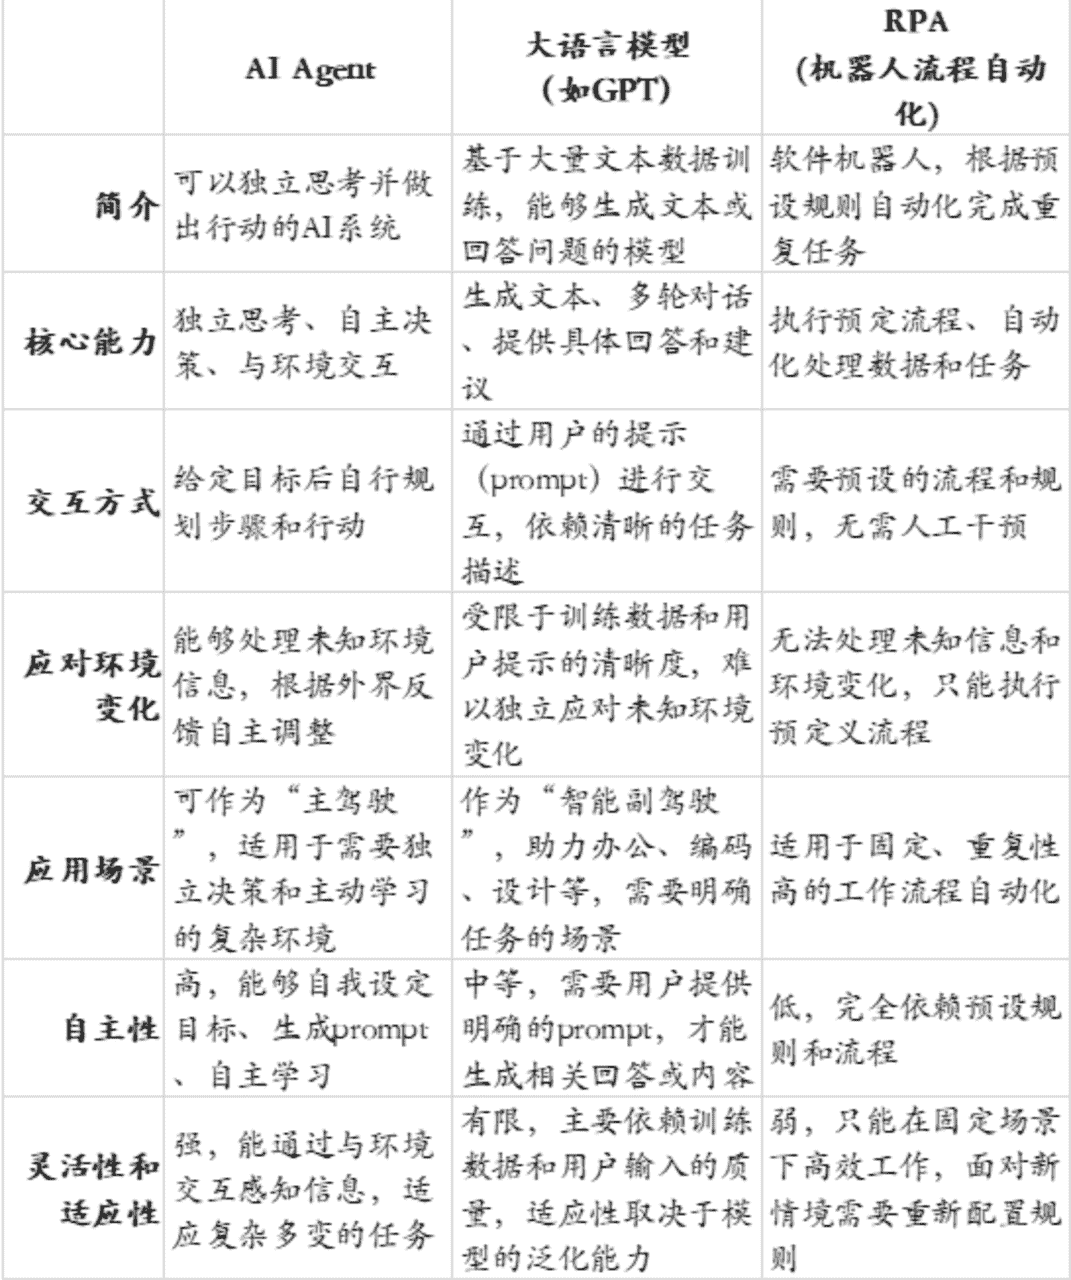 AI Agent
大语言模型
（如GPT）
RPA
(机器人流程自动
化)
简介
可以独立思考并做
出行动的AI系统
基于大量文本数据训
练，能够生成文本或
回答问题的模型
软件机器人，根据预
设规则自动化完成重
复任务
核心能力
独立思考、自主决
策、与环境交互
生成文本、多轮对话
、提供具体回答和建
议
执行预定流程、自动
化处理数据和任务
交互方式
给定目标后自行规
划步骤和行动
通过用户的提示
（prompt）进行交
互，依赖清晰的任务
描述
需要预设的流程和规
则，无需人工干预
应对环境
变化
能够处理未知环境
信息，根据外界反
馈自主调整
受限于训练数据和用
户提示的清晰度，难
以独立应对未知环境
变化
无法处理未知信息和
环境变化，只能执行
预定义流程
应用场景
可作为“主驾驶
”，适用于需要独
立决策和主动学习
的复杂环境
作为“智能副驾驶
”，助力办公、编码
、设计等，需要明确
任务的场景
适用于固定、重复性
高的工作流程自动化
自主性
高，能够自我设定
目标、生成prompt
、自主学习
中等，需要用户提供
明确的prompt，才能
生成相关回答或内容
低，完全依赖预设规
则和流程
灵活性和
适应性
强，能通过与环境
交互感知信息，适
应复杂多变的任务
有限，主要依赖训练
数据和用户输入的质
量，适应性取决于模
型的泛化能力
弱，只能在固定场景
下高效工作，面对新
情境需要重新配置规
则